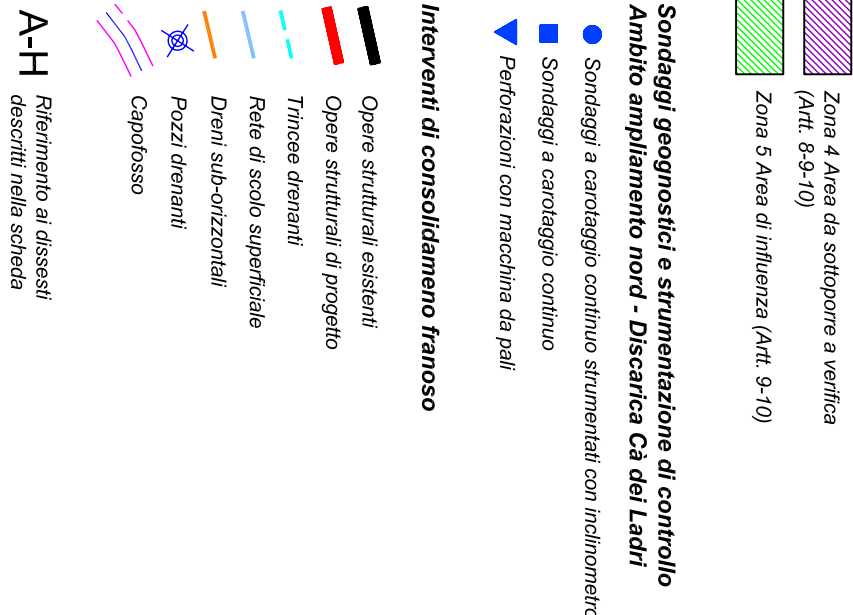 Zona 4 Area da sottoporre a verifica
(Artt. 8-9-10)
Zona 5 Area di influenza (Artt. 9-10)
Sondaggi geognostici e strumentazione di controllo
Ambito ampliamento nord - Discarica Cà dei Ladri
Sondaggi a carotaggio continuo strumentati con inclinometro
Sondaggi a carotaggio continuo
Perforazioni con macchina da pali
Interventi di consolidameno franoso
Opere strutturali esistenti
Opere strutturali di progetto
Trincee drenanti
Rete di scolo superficiale
Dreni sub-orizzontali
Pozzi drenanti
Capofosso
A-H
Riferimento ai dissesti
descritti nella scheda